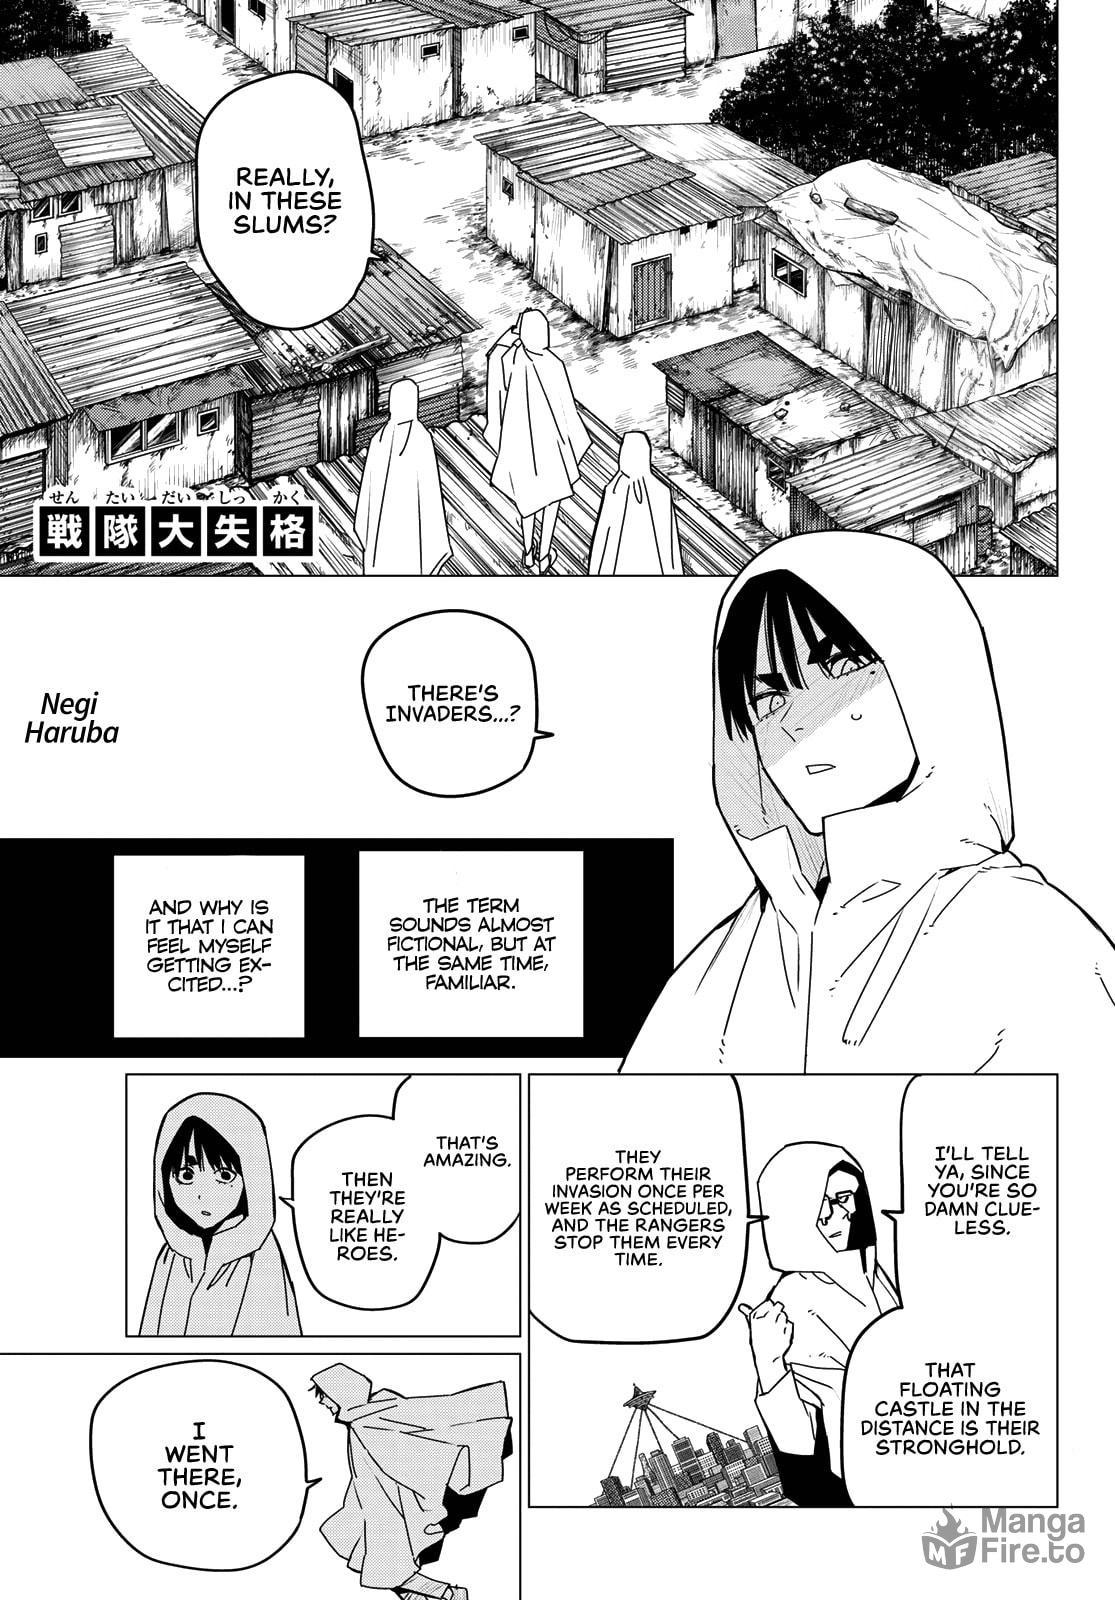 REALLY,
IN THESE
SLUMS?
せん たい だい しっ かく
戦隊大失格
Negi
Haruba
THERE'S
INVADERS...?
THE TERM
SOUNDS ALMOST
FICTIONAL, BUT AT
THE SAME TIME,
FAMILIAR.
AND WHY IS
IT THAT I CAN
FEEL MYSELF
GETTING EX-
CITED...?
I'LL TELL
YA, SINCE
YOU'RE SO
DAMN CLUE-
LESS.
THAT
FLOATING
CASTLE IN THE
DISTANCE IS THEIR
STRONGHOLD.
THEY
PERFORM THEIR
INVASION ONCE PER
WEEK AS SCHEDULED,
AND THE RANGERS
STOP THEM EVERY
TIME.
THAT'S
AMAZING.
THEN
THEY'RE
REALLY
LIKE HE-
ROES.
I
WENT
THERE,
ONCE.
MF
Manga
Fire.to